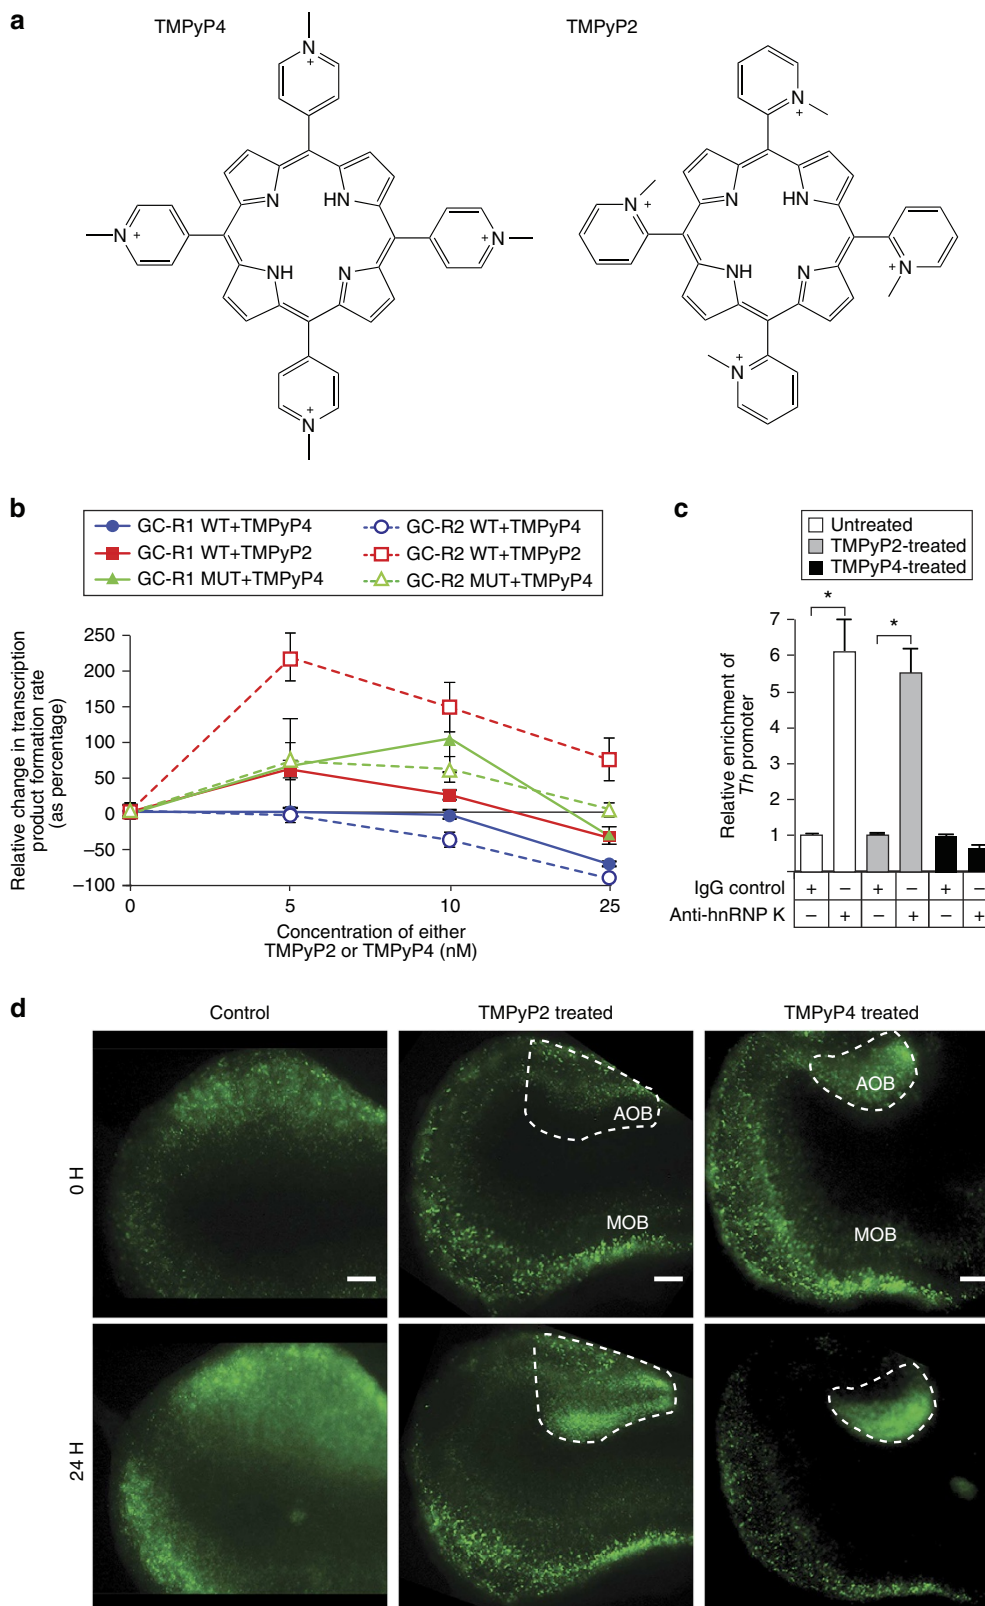 a
TMPyP4
TMPyP2
N
+
N
+
N
+
N
+
N
HN
NH
N
N
+
N
+
N
+
N
+
N
HN
NH
N
b
GC-R1 WT+TMPyP4
GC-R2 WT+TMPyP4
GC-R1 WT+TMPyP2
GC-R2 WT+TMPyP2
GC-R1 MUT+TMPyP4
GC-R2 MUT+TMPyP4
Relative change in transcription
product formation rate
(as percentage)
250
200
150
100
50
0
−50
−100
0
5
10
25
Concentration of either
TMPyP2 or TMPyP4 (nM)
c
Untreated
TMPyP2-treated
TMPyP4-treated
Relative enrichment of
Th promoter
7
6
5
4
3
2
1
*
*
IgG control + − + − + −
Anti-hnRNP K − + − + − +
d
Control
TMPyP2 treated
TMPyP4 treated
0 H
AOB
MOB
AOB
MOB
24 H